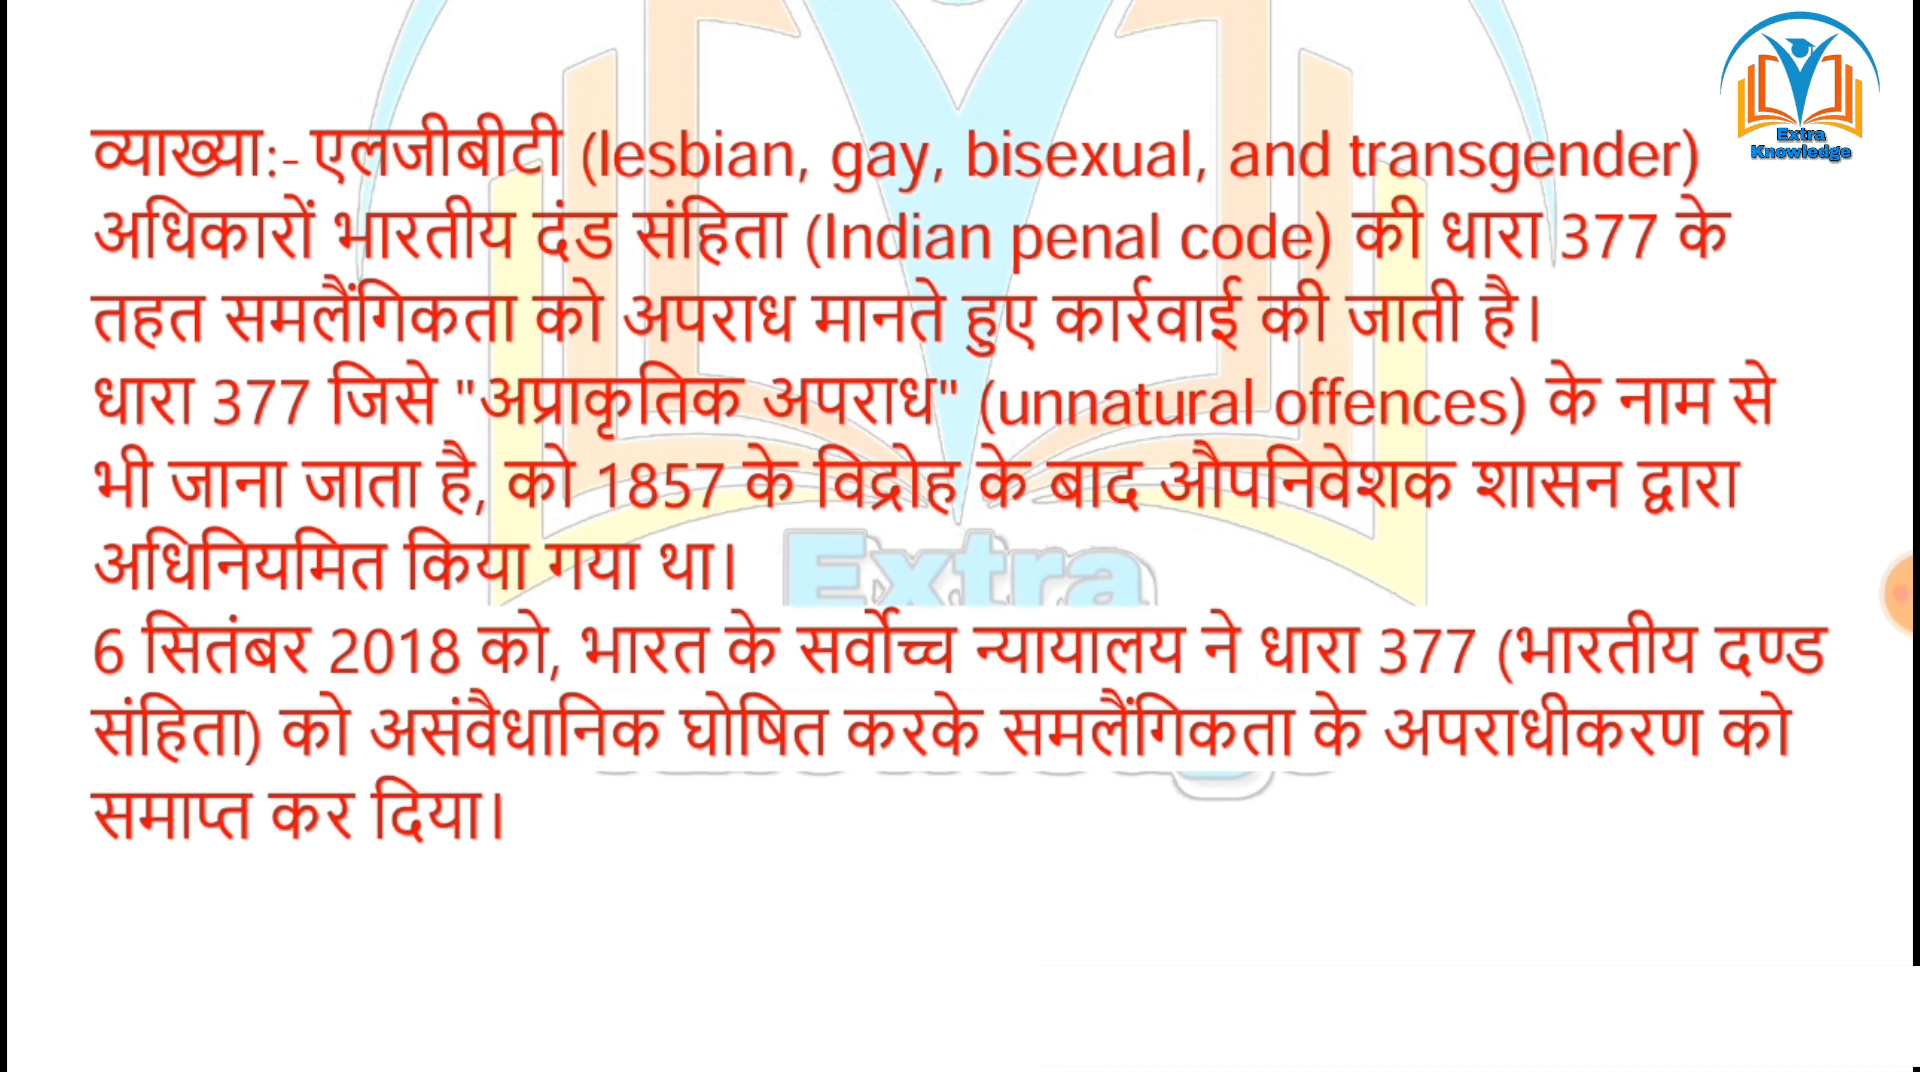 Extra
Knowledge
व्याख्या:- एलजीबीटी (lesbian, gay, bisexual, and transgender)
अधिकारों भारतीय दंड संहिता (Indian penal code) की धारा 377 के
तहत समलैंगिकता को अपराध मानते हुए कार्रवाई की जाती है।
धारा 377 जिसे "अप्राकृतिक अपराध" (unnatural offences) के नाम से
भी जाना जाता है, को 1857 के विद्रोह के बाद औपनिवेशक शासन द्वारा
अधिनियमित किया गया था।
Extra
6 सितंबर 2018 को, भारत के सर्वोच्च न्यायालय ने धारा 377 (भारतीय दण्ड
संहिता) को असंवैधानिक घोषित करके समलैंगिकता के अपराधीकरण को
समाप्त कर दिया।